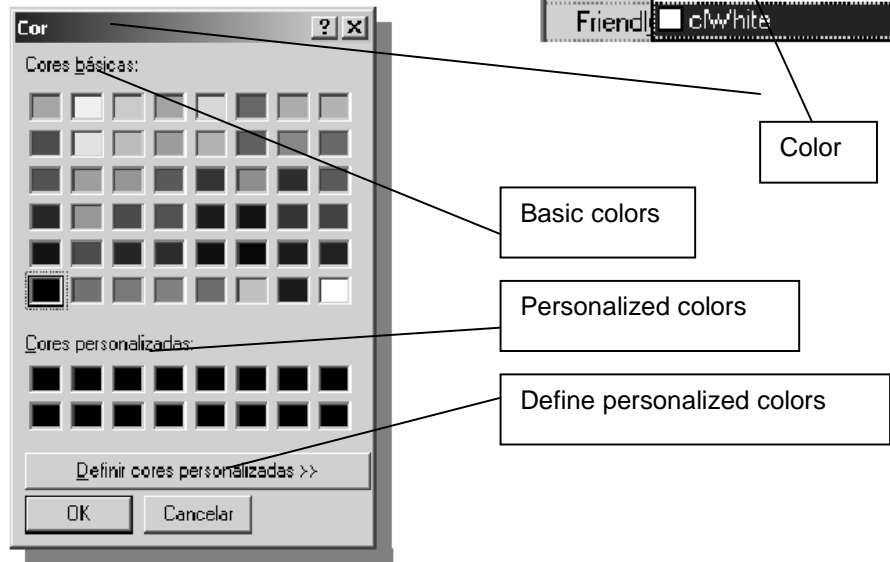 Friendly clWhite
Cor
Cores básicas:
Color
Basic colors
Personalized colors
Cores personalizadas:
Define personalized colors
Definir cores personalizadas >>
OK Cancelar